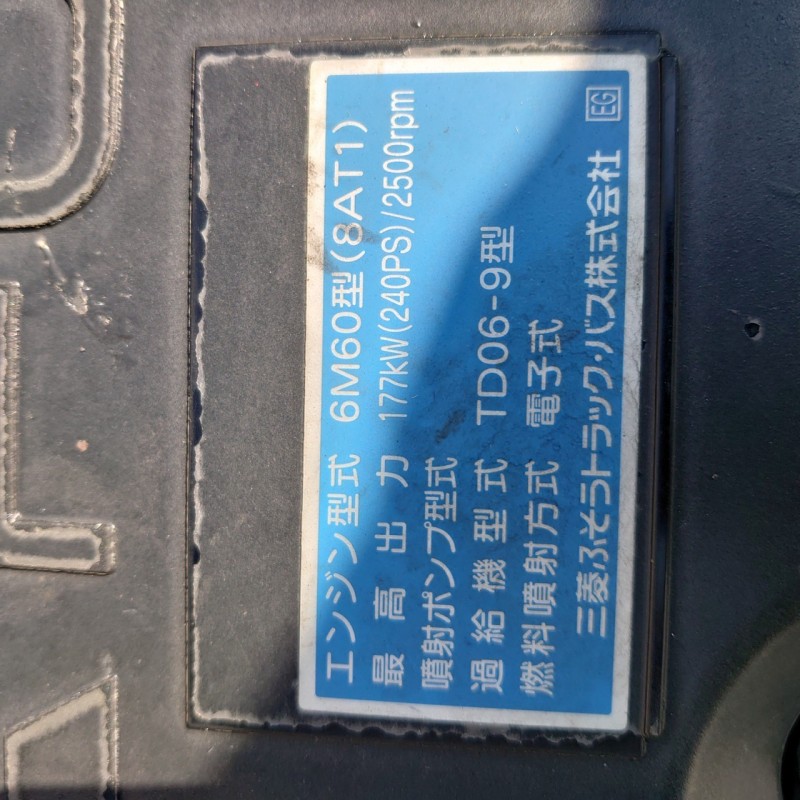 エンジン型式 6M60型(8AT1)
最高出力 177kW(240PS)/2500rpm
噴射ポンプ型式
過給機型式 TD06-9型
燃料噴射方式 電子式
三菱ふそうトラック・バス株式会社 EG